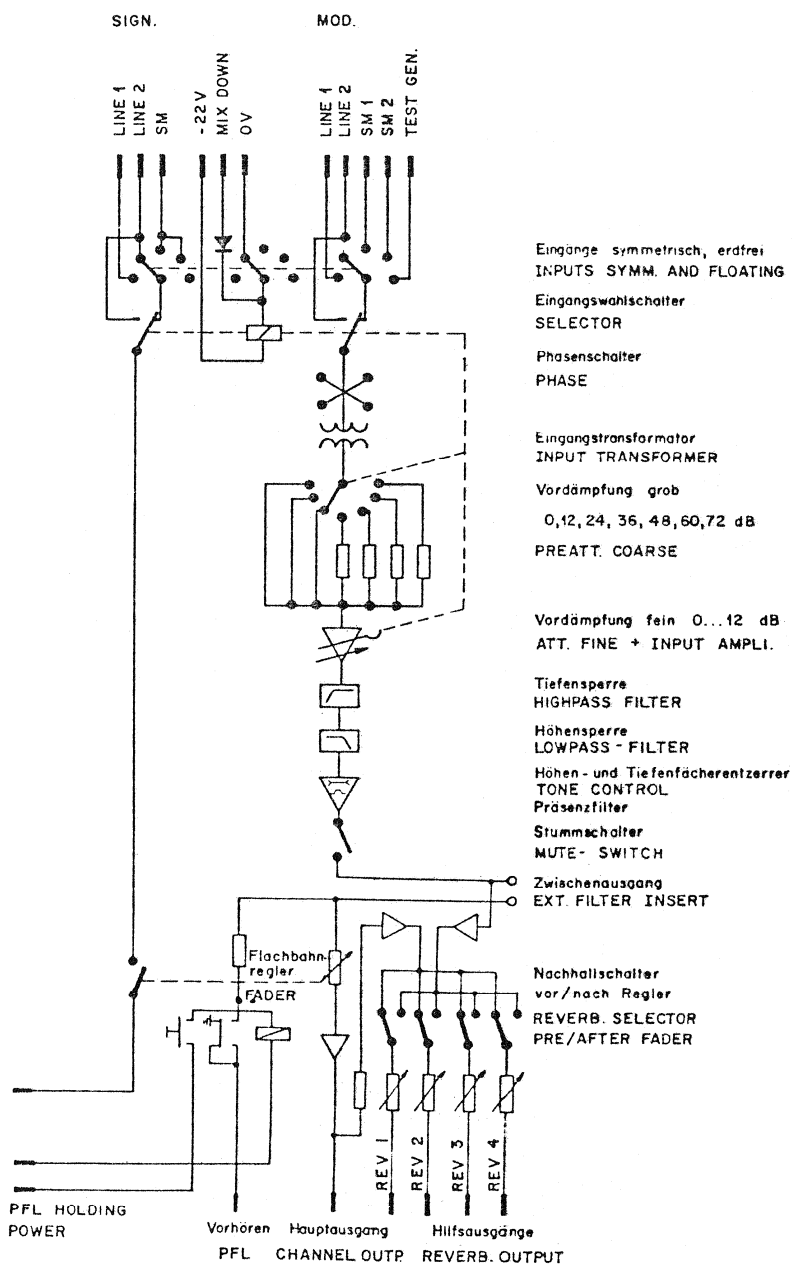 SIGN.
MOD.
LINE 1
LINE 2
SM
-22V
MIX DOWN
0V
LINE 1
LINE 2
SM 1
SM 2
TEST GEN.
Eingänge symmetrisch, erdfrei
INPUTS SYMM. AND FLOATING
Eingangswahlschalter
SELECTOR
Phasenschalter
PHASE
Eingangstransformator
INPUT TRANSFORMER
Vordämpfung grob
0,12,24, 36, 48,60,72 dB
PREATT. COARSE
Vordämpfung fein 0...12 dB
ATT. FINE + INPUT AMPLI.
Tiefensperre
HIGHPASS FILTER
Höhensperre
LOWPASS - FILTER
Höhen- und Tiefenfächerentzerrer
TONE CONTROL
Präsenzfilter
Stummschalter
MUTE- SWITCH
Zwischenausgang
EXT. FILTER INSERT
Flachbahn-
regler
FADER
Nachhallschalter
vor/nach Regler
REVERB. SELECTOR
PRE/AFTER FADER
REV 1
REV 2
REV 3
REV 4
PFL HOLDING
POWER
Vorhören
PFL
Hauptausgang
CHANNEL OUTP.
Hilfsausgänge
REVERB. OUTPUT